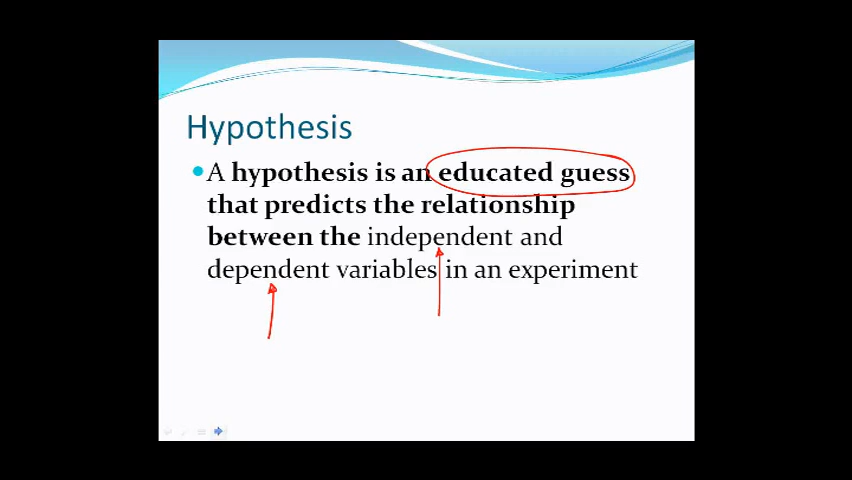 Hypothesis
•A hypothesis is an educated guess
that predicts the relationship
between the independent and
dependent variables in an experiment